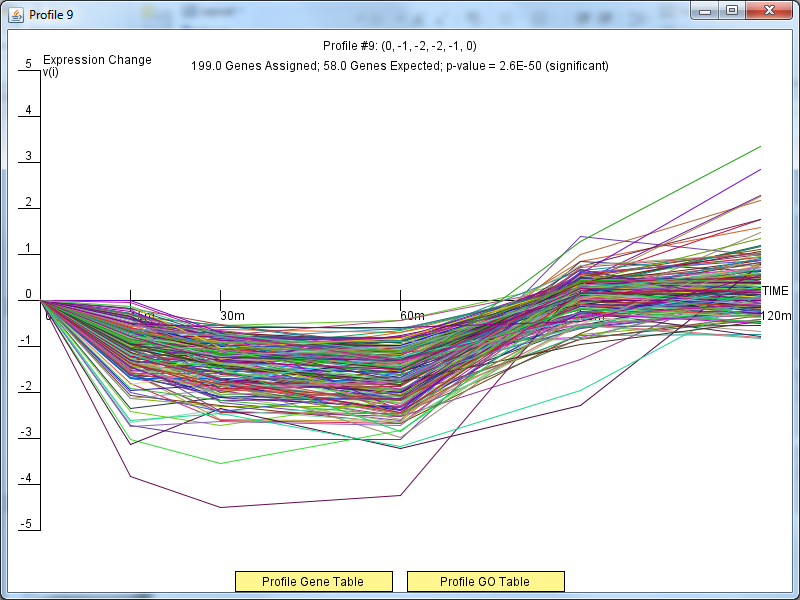 Profile 9
Profile #9: (0, -1, -2, -2, -1, 0)
199.0 Genes Assigned; 58.0 Genes Expected; p-value = 2.6E-50 (significant)
Expression Change
v(i)
5
4
3
2
1
0
-1
-2
-3
-4
-5
0
30m
60m
120m
TIME
Profile Gene Table
Profile GO Table